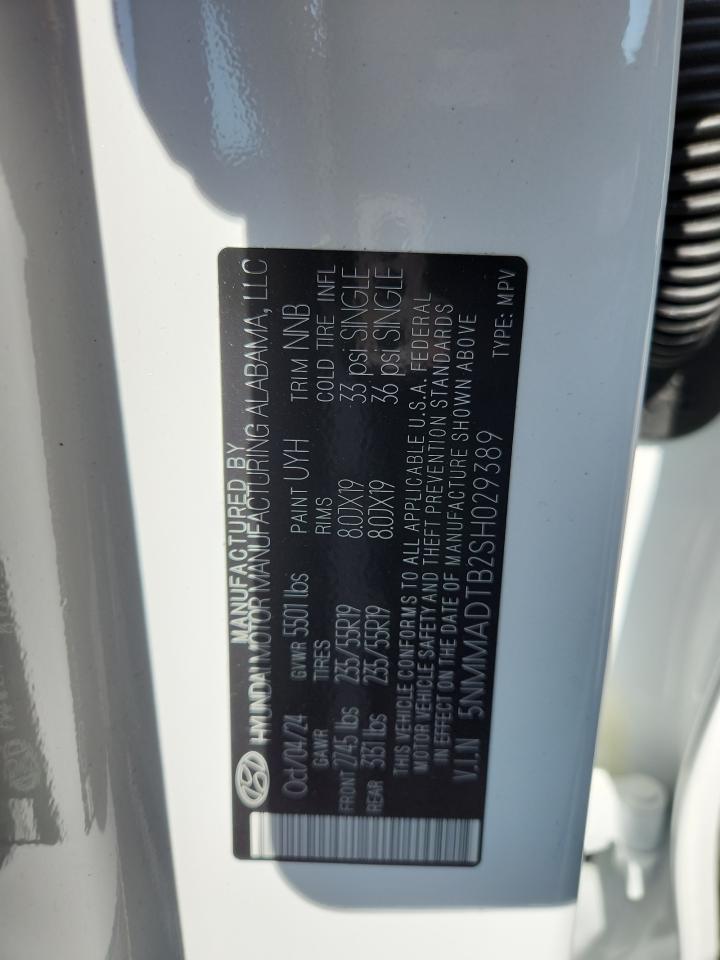 MANUFACTURED BY
HYUNDAI MOTOR MANUFACTURING ALABAMA, LLC
Oct/04/24 GVWR 5501 lbs PAINT UYH TRIM NNB
GAWR TIRES RIMS COLD TIRE INFL
FRONT 2745 lbs 235/55R19 8.0JX19 33 psi SINGLE
REAR 3131 lbs 235/55R19 8.0JX19 36 psi SINGLE
THIS VEHICLE CONFORMS TO ALL APPLICABLE U.S.A. FEDERAL
MOTOR VEHICLE SAFETY AND THEFT PREVENTION STANDARDS
IN EFFECT ON THE DATE OF MANUFACTURE SHOWN ABOVE
V.I.N 5NMMADTB2SH029389
TYPE: MPV